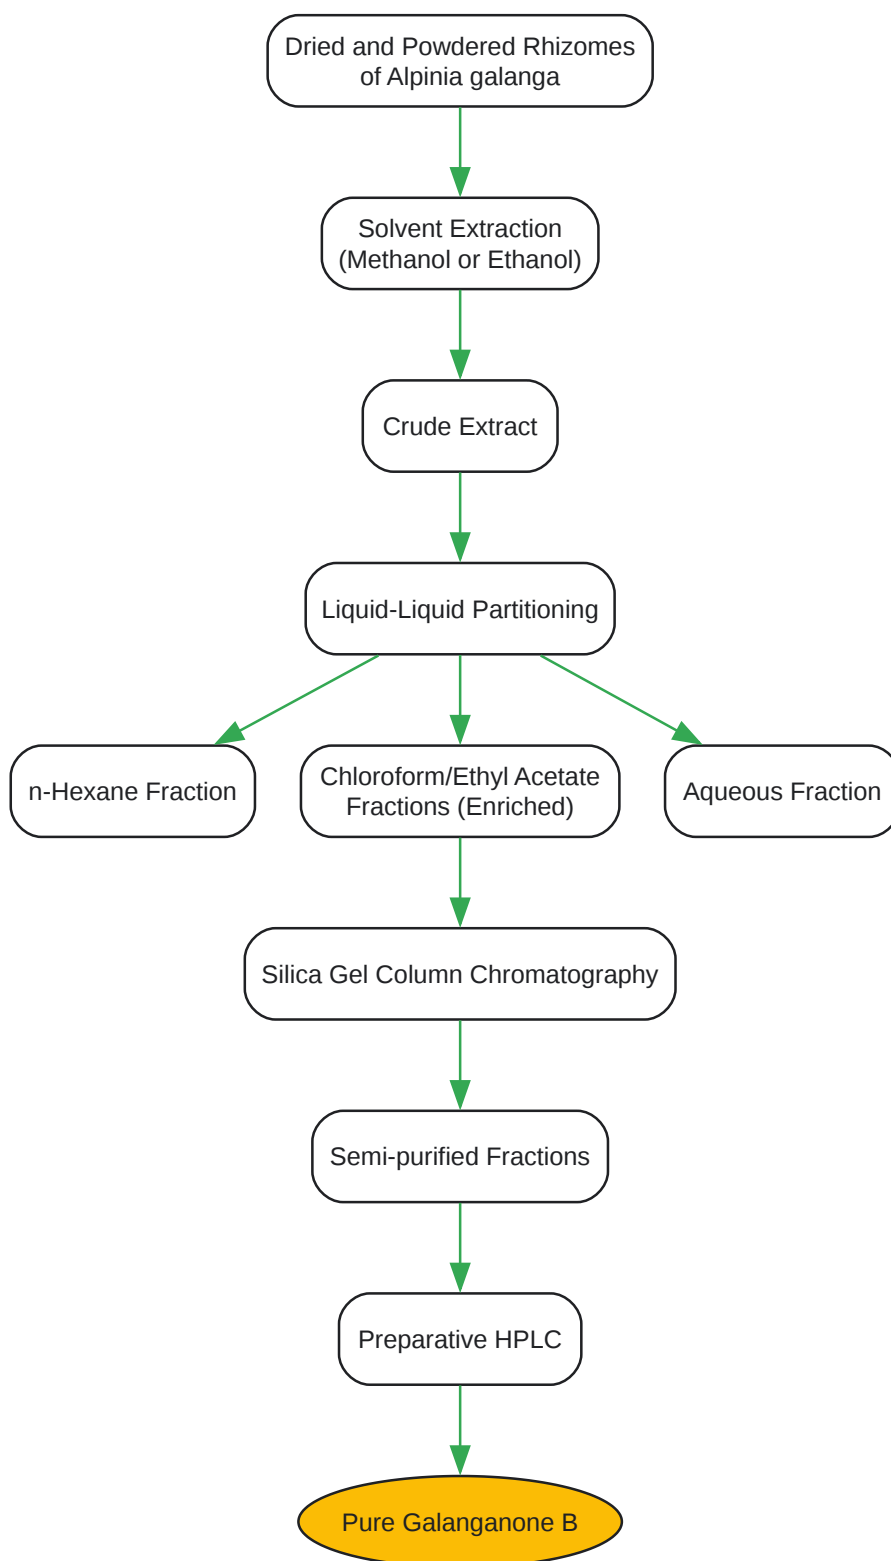 Dried and Powdered Rhizomes
of Alpinia galanga
Solvent Extraction
(Methanol or Ethanol)
Crude Extract
Liquid-Liquid Partitioning
n-Hexane Fraction
Chloroform/Ethyl Acetate
Fractions (Enriched)
Aqueous Fraction
Silica Gel Column Chromatography
Semi-purified Fractions
Preparative HPLC
Pure Galanganone B